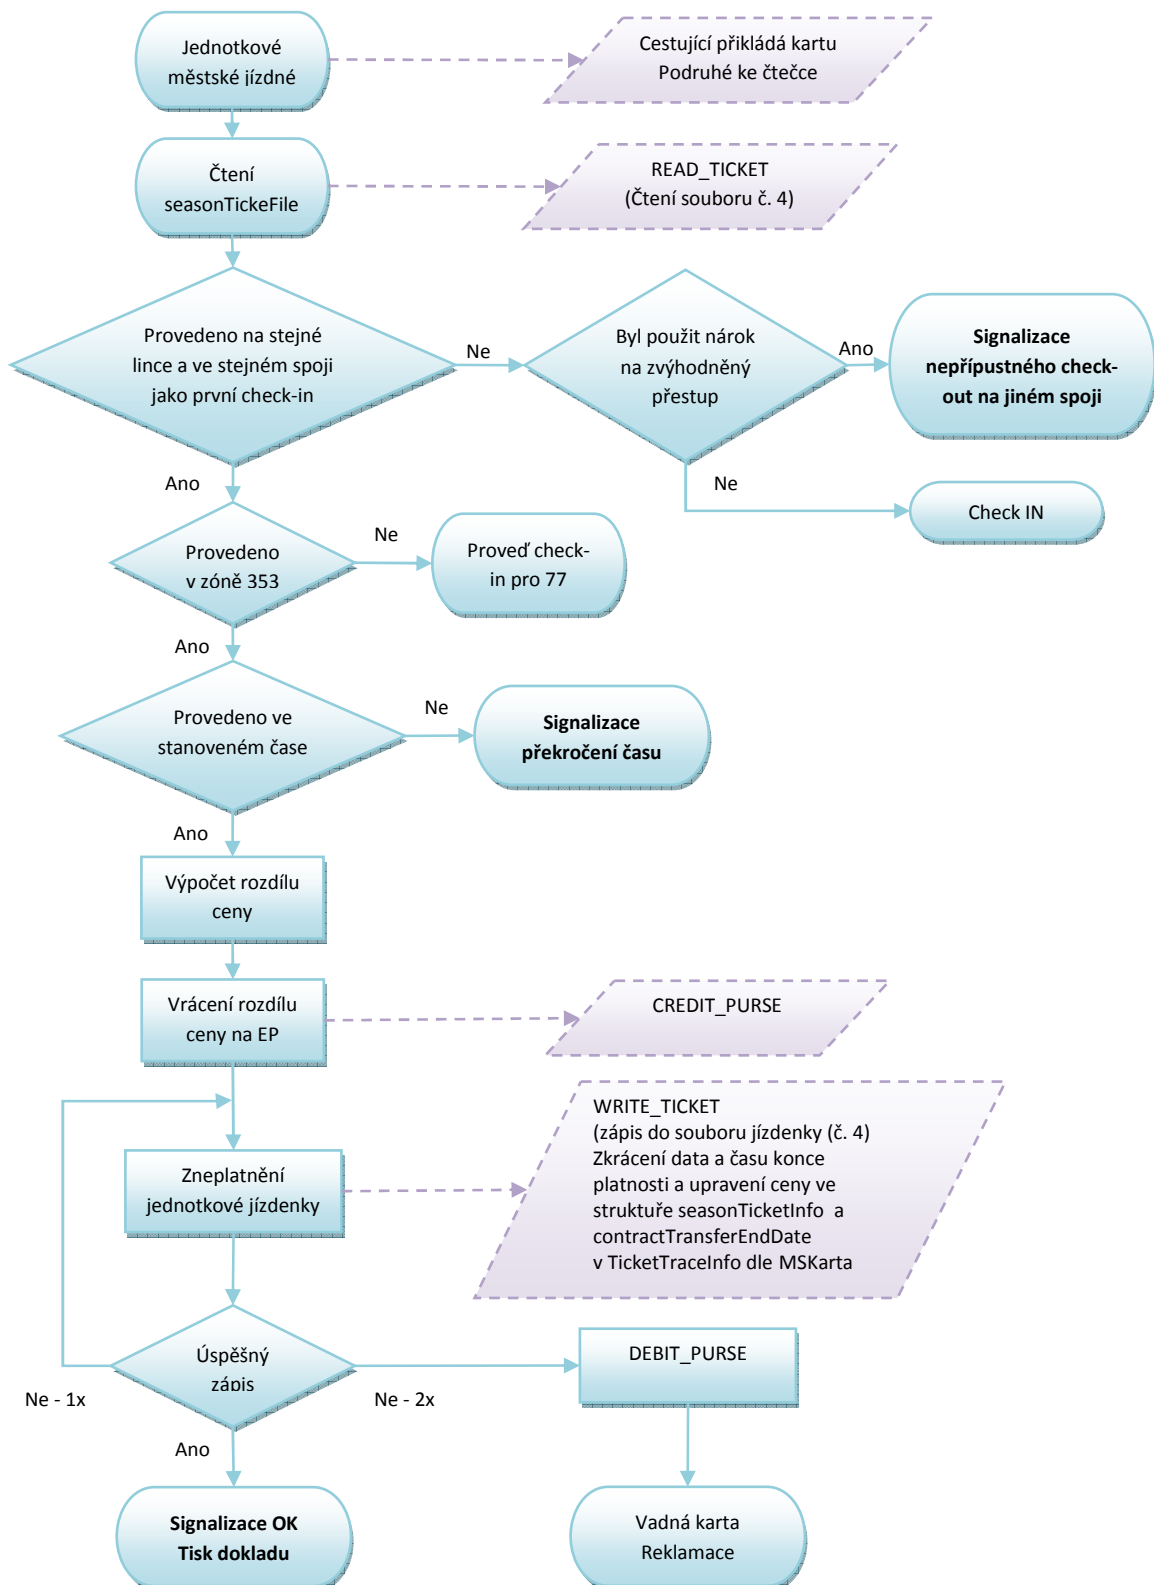 Jednotkové
městské jízdné
Cestující přikládá kartu
Podruhé ke čtečce
Čtení
seasonTickeFile
READ_TICKET
(Čtení souboru č. 4)
Provedeno na stejné
lince a ve stejném spoji
jako první check-in
Ne
Byl použit nárok
na zvýhodněný
přestup
Ano
Signalizace
nepřípustného check-
out na jiném spoji
Ano
Ne
Check IN
Provedeno
v zóně 353
Ne
Proveď check-
in pro 77
Ano
Provedeno ve
stanoveném čase
Ne
Signalizace
překročení času
Ano
Výpočet rozdílu
ceny
Vrácení rozdílu
ceny na EP
CREDIT_PURSE
WRITE_TICKET
(zápis do souboru jízdenky (č. 4)
Zkrácení data a času konce
platnosti a upravení ceny ve
struktuře seasonTicketInfo a
contractTransferEndDate
v TicketTraceInfo dle MSKarta
Zneplatnění
jednotkové jízdenky
Úspěšný
zápis
DEBIT_PURSE
Ne - 1x
Ne - 2x
Ano
Signalizace OK
Tisk dokladu
Vadná karta
Reklamace